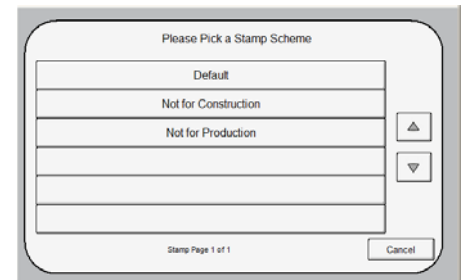 Please Pick a Stamp Scheme
Default
Not for Construction
Not for Production
Stamp Page 1 of 1
Cancel